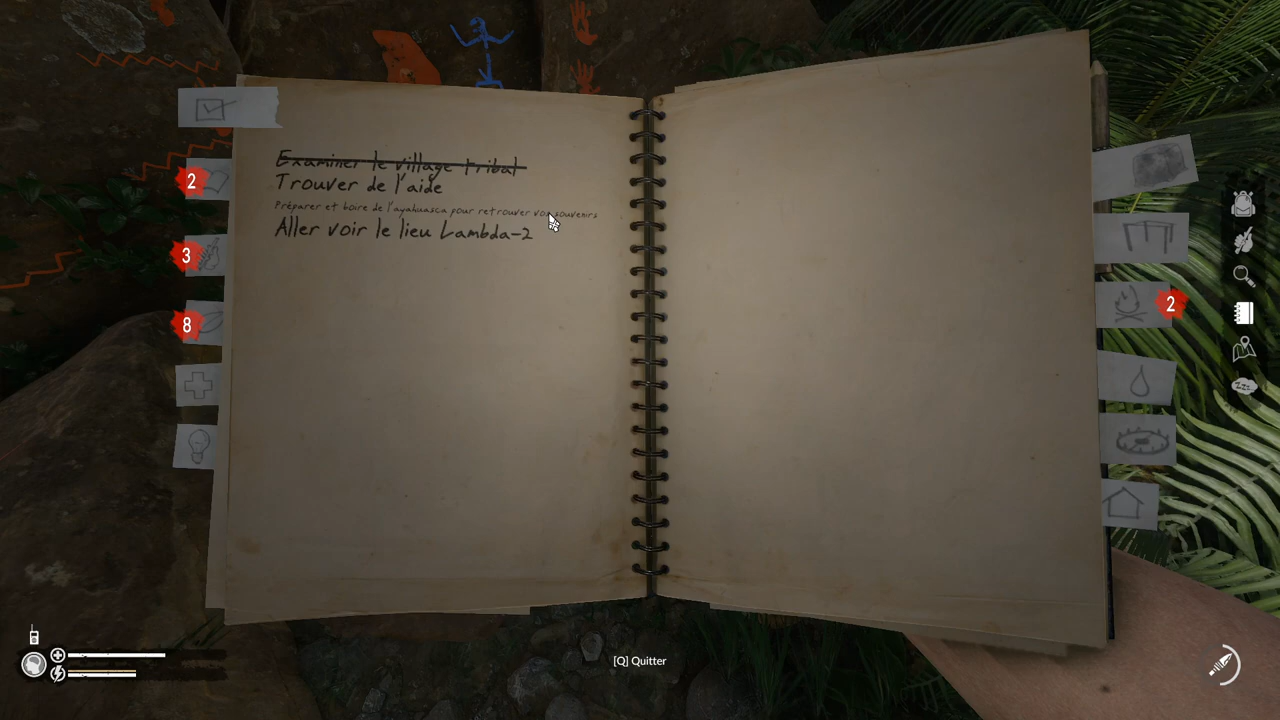 Examiner le village tribal
Trouver de l'aide
Préparer et boire de l'ayahuasca pour retrouver vos souvenirs
Aller voir le lieu Lambda-2
2
3
8
2
[Q] Quitter